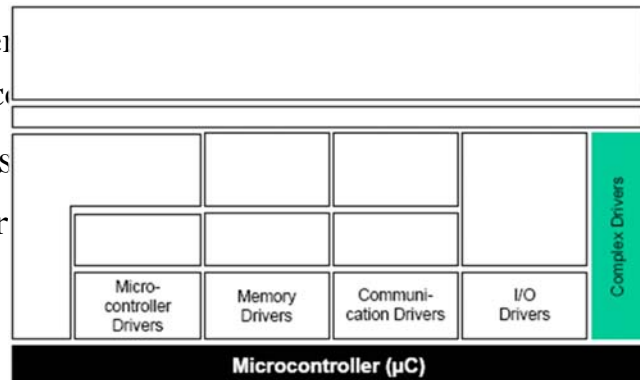 Micro-
controller
Drivers
Memory
Drivers
Communi-
cation Drivers
I/O
Drivers
Complex Drivers
Microcontroller (µC)